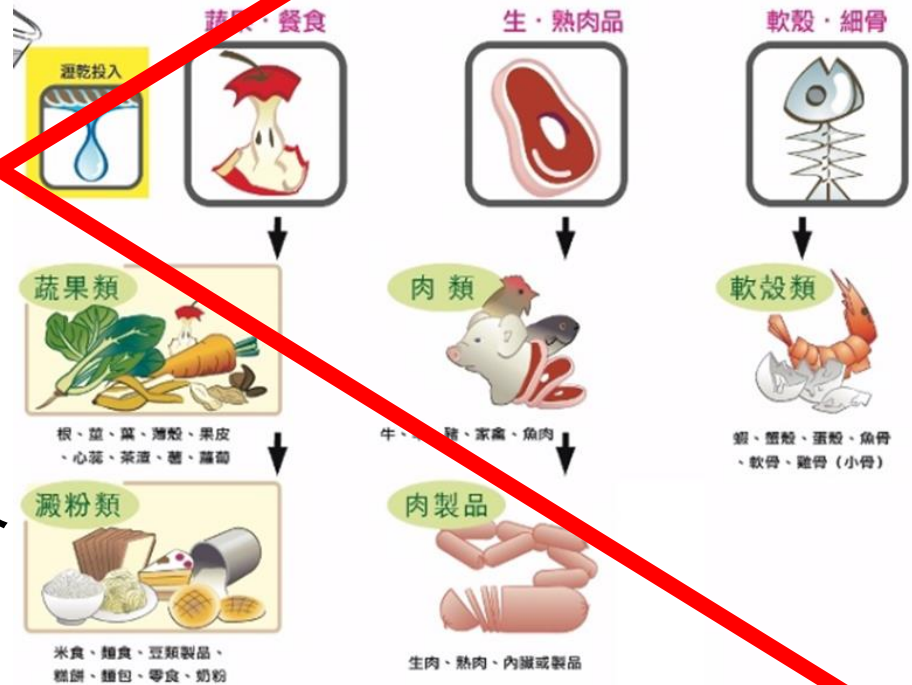 蔬・餐食
生・熟肉品
軟殼・細骨
瀝乾投入
蔬果類
肉類
軟殼類
根、莖、葉、薄殼、果皮
、心蕊、茶渣、薯、蘿蔔
牛、豬、家禽、魚肉
蝦、蟹殼、蛋殼、魚骨
、軟骨、雞骨（小骨）
澱粉類
肉製品
米食、麵食、豆類製品、
糕餅、麵包、零食、奶粉
生肉、熟肉、內臟或製品